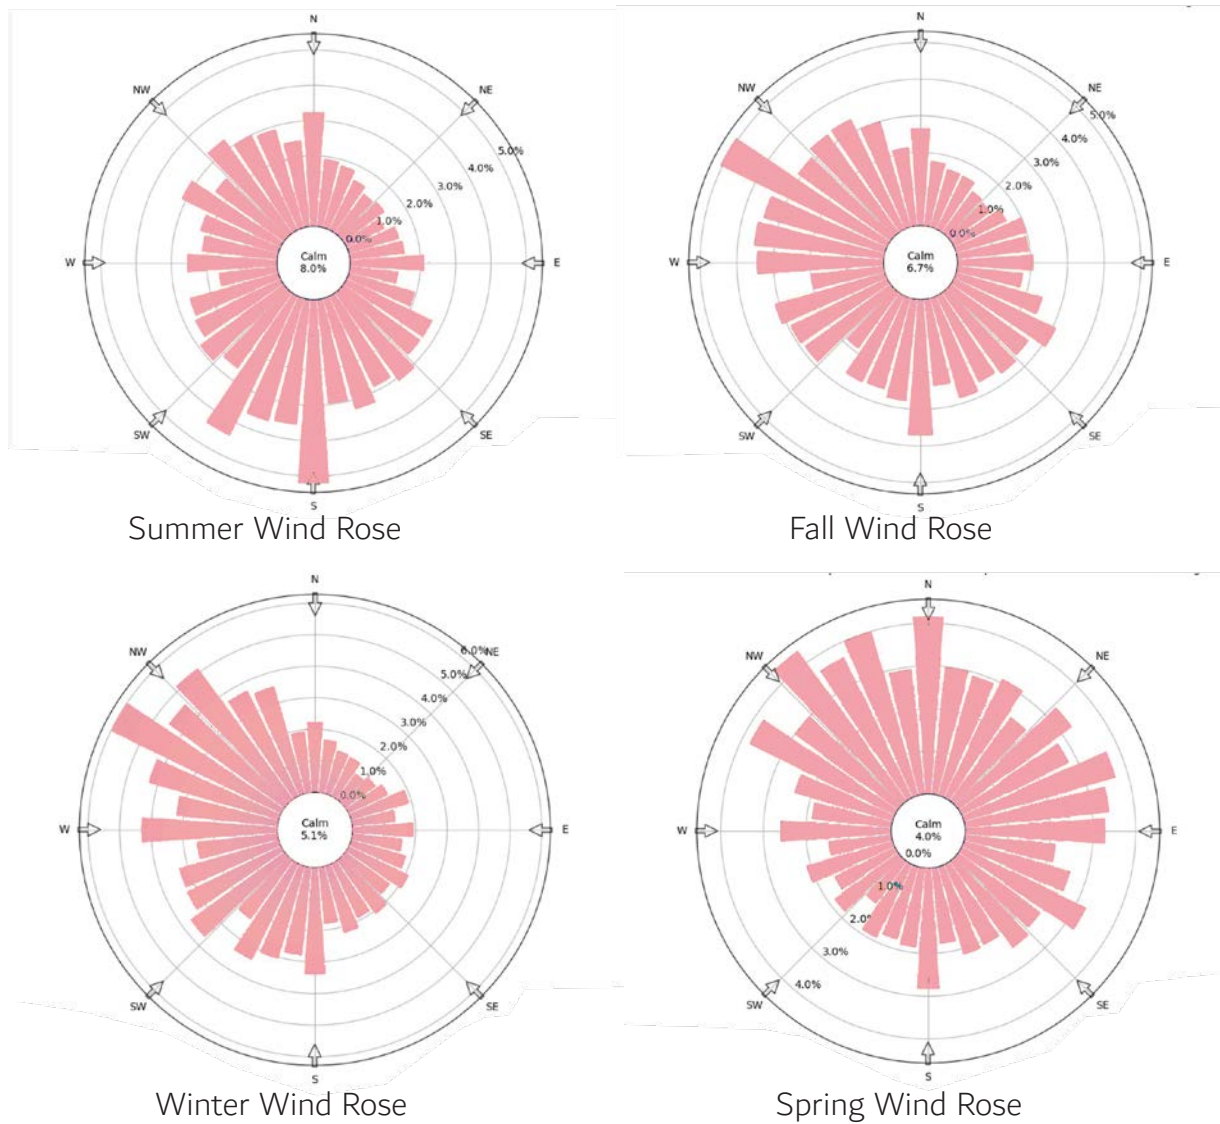 N
NW
NE
5.0%
4.0%
3.0%
2.0%
1.0%
0.0%
Calm
8.0%
W
E
SW
SE
S
Summer Wind Rose
N
NW
NE
5.0%
4.0%
3.0%
2.0%
1.0%
0.0%
Calm
6.7%
W
E
SW
SE
S
Fall Wind Rose
N
NW
NE
6.0%
5.0%
4.0%
3.0%
2.0%
1.0%
0.0%
Calm
5.1%
W
E
SW
SE
S
Winter Wind Rose
N
NW
NE
Calm
4.0%
W
E
0.0%
1.0%
2.0%
3.0%
4.0%
SW
SE
S
Spring Wind Rose